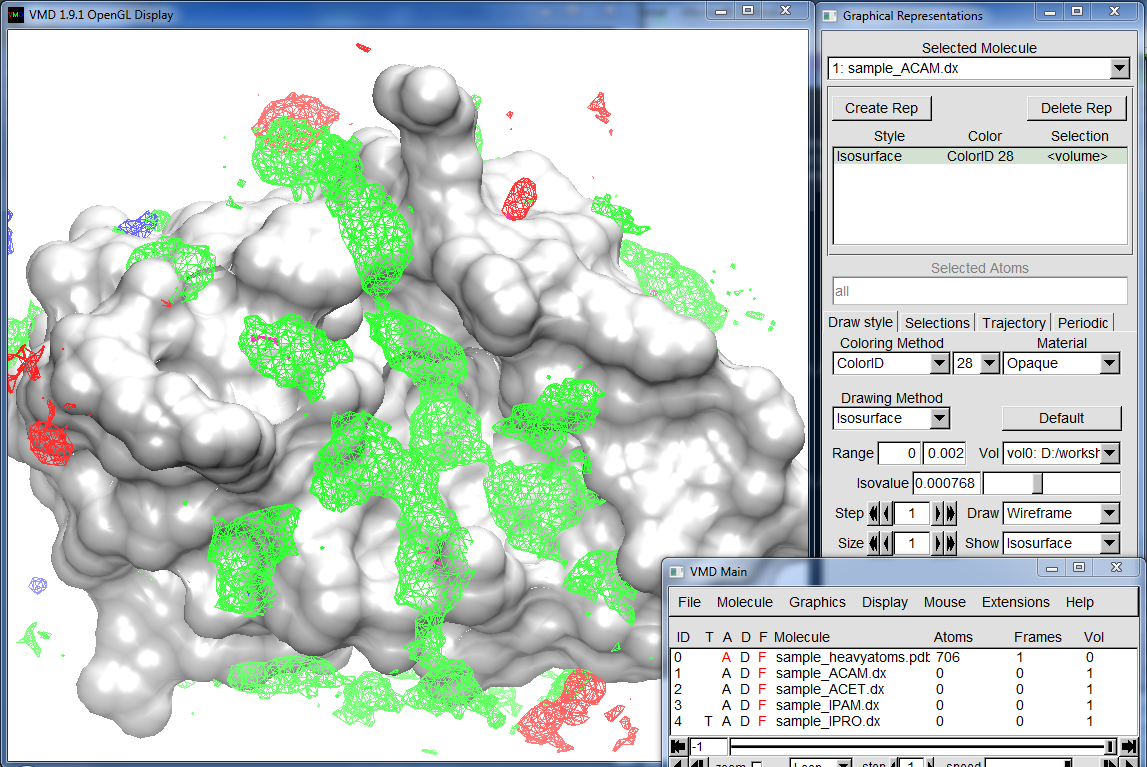 VMD 1.9.1 OpenGL Display
Graphical Representations
Selected Molecule
1: sample_ACAM.dx
Create Rep Delete Rep
Style Color Selection
Isosurface ColorID 28 <volume>
Selected Atoms
all
Draw style Selections Trajectory Periodic
Coloring Method Material
ColorID 28 Opaque
Drawing Method
Isosurface Default
Range 0 0.002 Vol vol0: D:/worksh
Isovalue 0.000768
Step 1 Draw Wireframe
Size 1 Show Isosurface
VMD Main
File Molecule Graphics Display Mouse Extensions Help
ID T A D F Molecule Atoms Frames Vol
0 A D F sample_heavyatoms.pdb 706 1 0
1 A D F sample_ACAM.dx 0 0 1
2 A D F sample_ACET.dx 0 0 1
3 A D F sample_IPAM.dx 0 0 1
4 T A D F sample_IPRO.dx 0 0 1
-1
zoom Loop step 1 speed